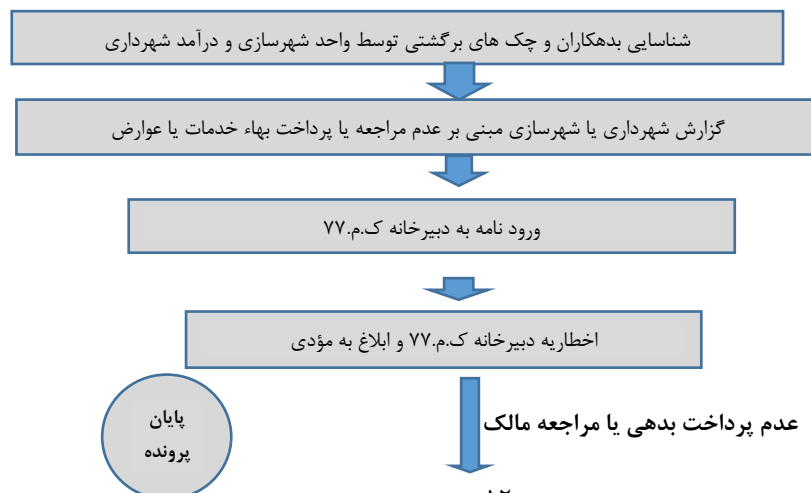 شناسایی بدهکاران و چک های برگشتی توسط واحد شهرسازی و درآمد شهرداری
گزارش شهرداری یا شهرسازی مبنی بر عدم مراجعه یا پرداخت بهاء خدمات یا عوارض
ورود نامه به دبیرخانه ک.م.۷۷
اخطاریه دبیرخانه ک.م.۷۷ و ابلاغ به مؤدی
عدم پرداخت بدهی یا مراجعه مالک
پایان
پرونده